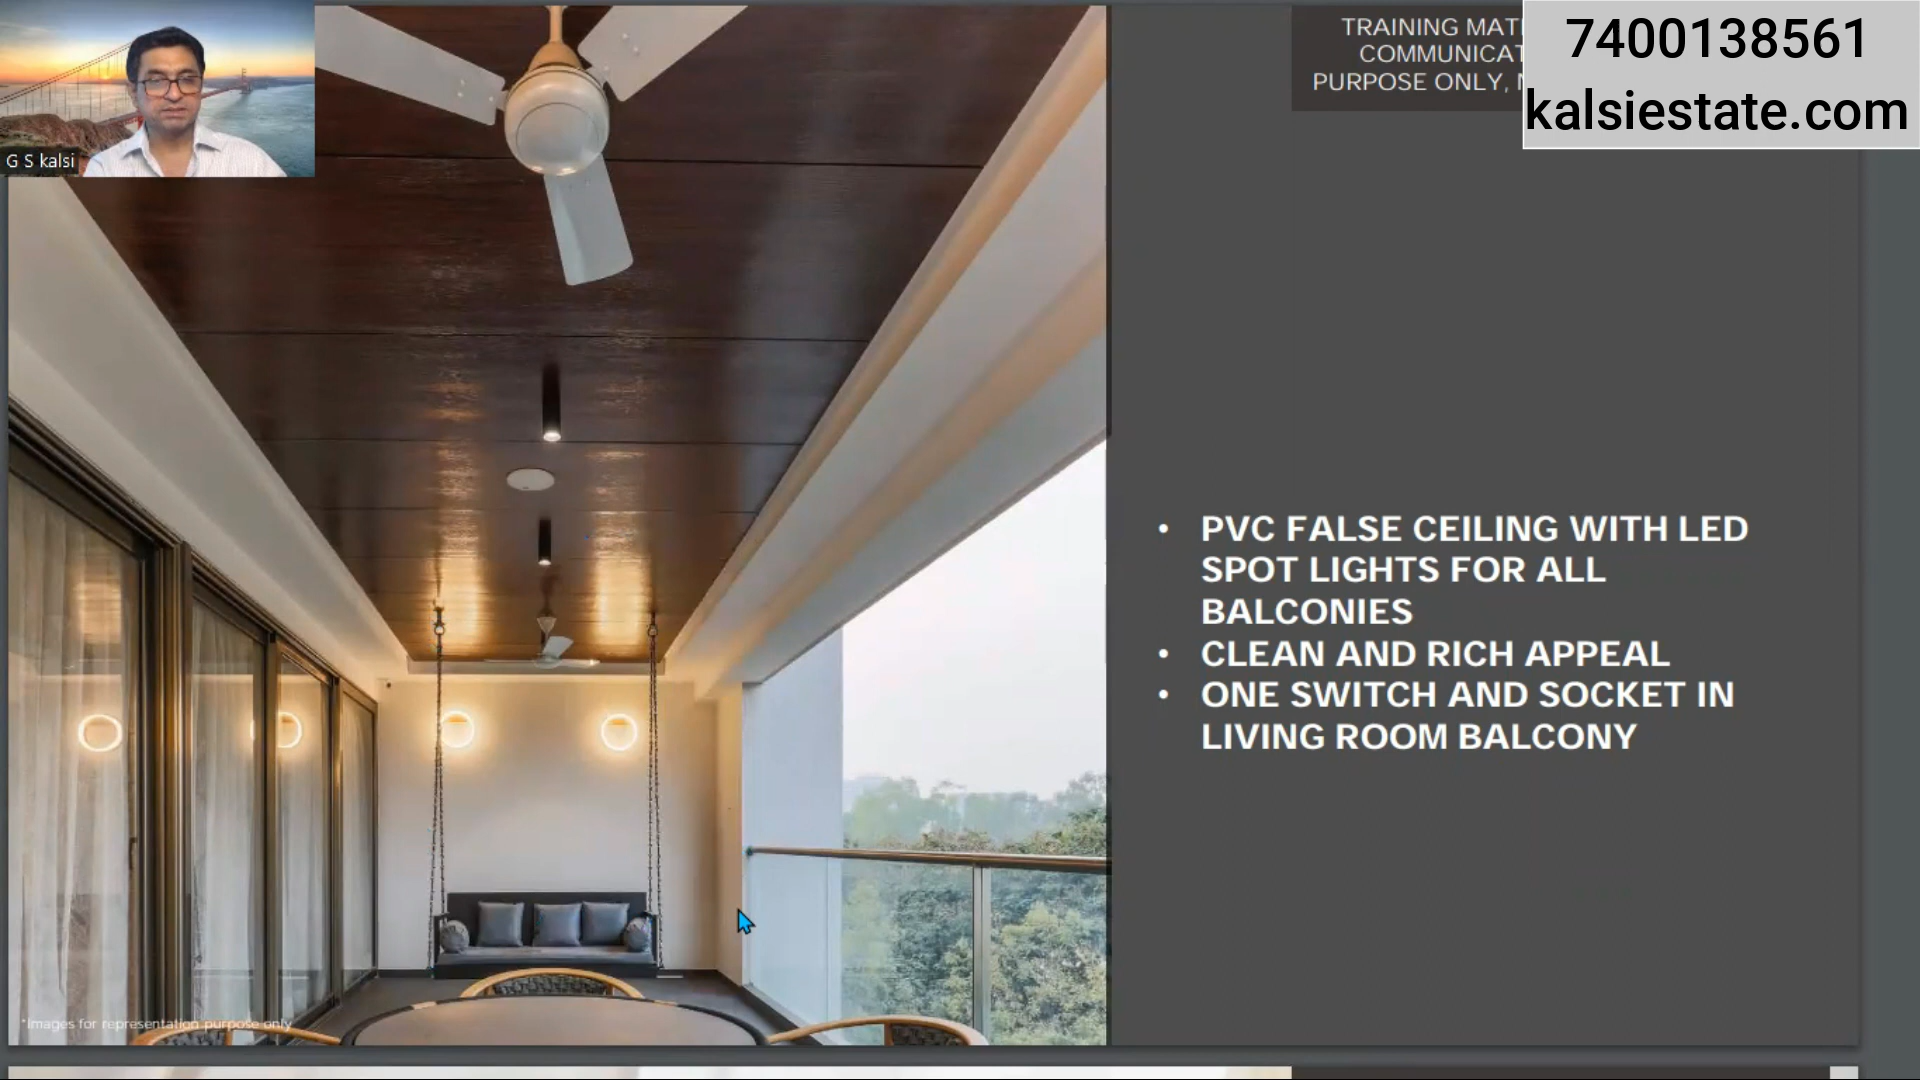 G S kalsi
TRAINING MAT
COMMUNICAT
PURPOSE ONLY,
7400138561
kalsiestate.com
• PVC FALSE CEILING WITH LED
SPOT LIGHTS FOR ALL
BALCONIES
• CLEAN AND RICH APPEAL
• ONE SWITCH AND SOCKET IN
LIVING ROOM BALCONY
*Images for representation purpose only